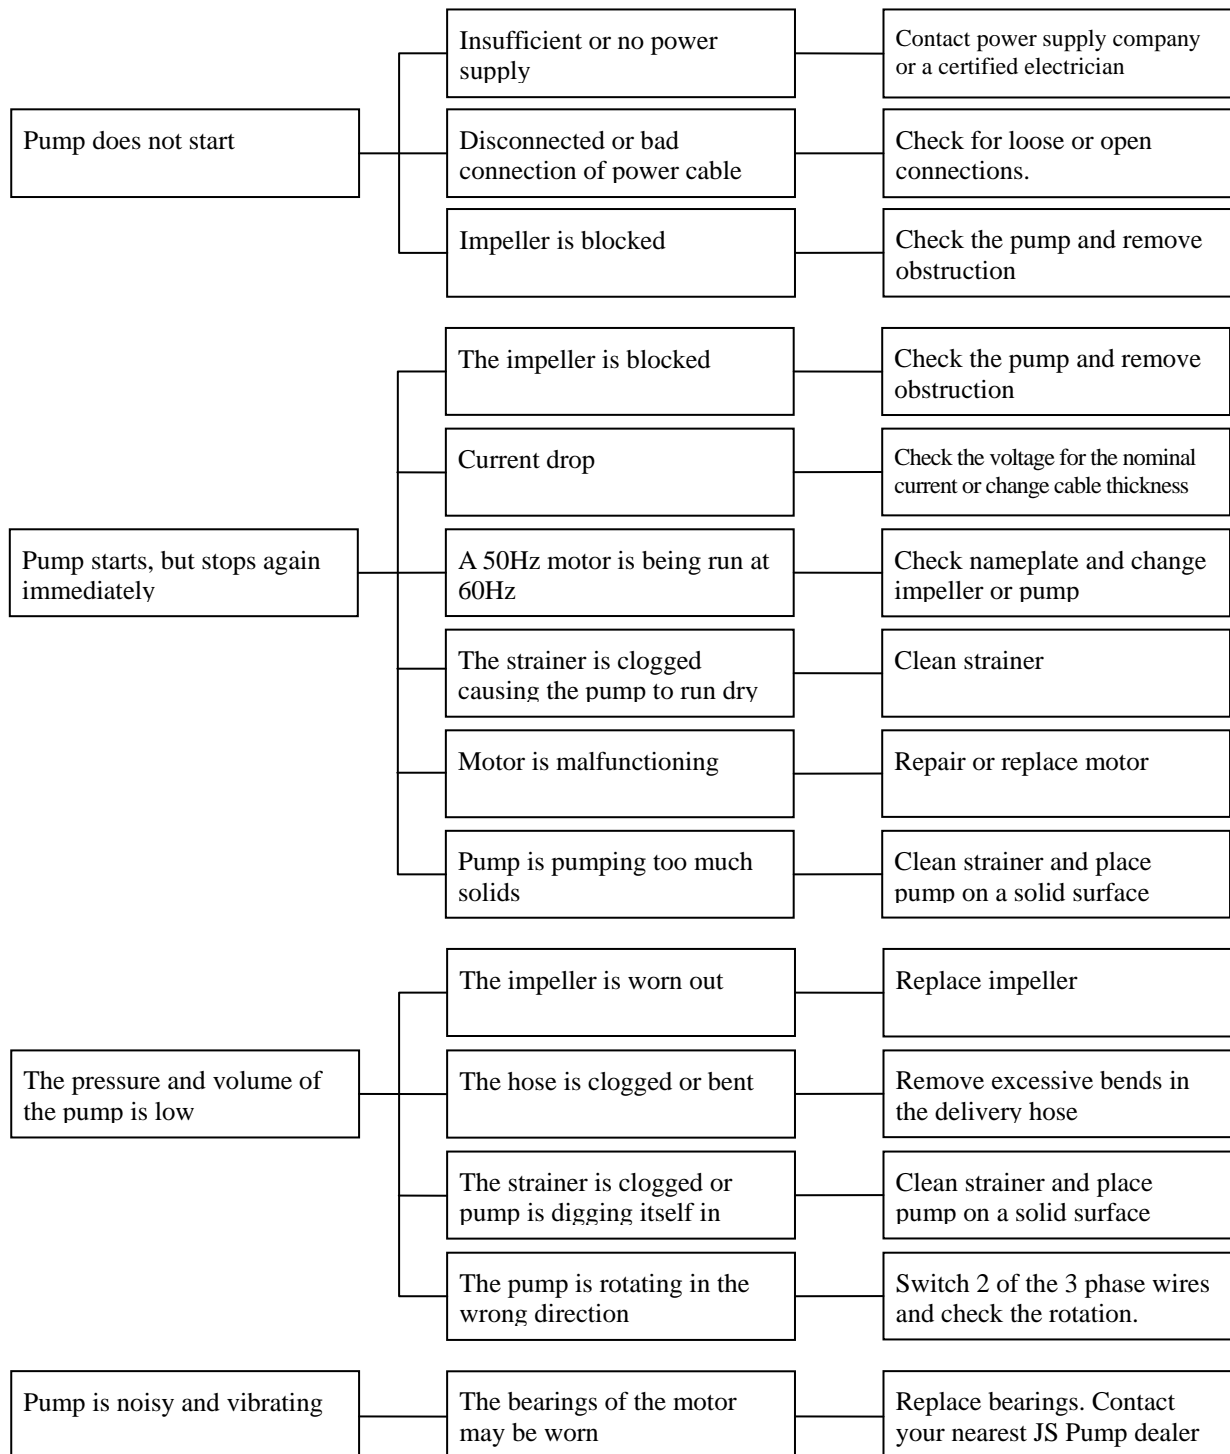 Insufficient or no power
supply
Contact power supply company
or a certified electrician
Pump does not start
Disconnected or bad
connection of power cable
Check for loose or open
connections.
Impeller is blocked
Check the pump and remove
obstruction
The impeller is blocked
Check the pump and remove
obstruction
Current drop
Check the voltage for the nominal
current or change cable thickness
Pump starts, but stops again
immediately
A 50Hz motor is being run at
60Hz
Check nameplate and change
impeller or pump
The strainer is clogged
causing the pump to run dry
Clean strainer
Motor is malfunctioning
Repair or replace motor
Pump is pumping too much
solids
Clean strainer and place
pump on a solid surface
The impeller is worn out
Replace impeller
The pressure and volume of
the pump is low
The hose is clogged or bent
Remove excessive bends in
the delivery hose
The strainer is clogged or
pump is digging itself in
Clean strainer and place
pump on a solid surface
The pump is rotating in the
wrong direction
Switch 2 of the 3 phase wires
and check the rotation.
Pump is noisy and vibrating
The bearings of the motor
may be worn
Replace bearings. Contact
your nearest JS Pump dealer